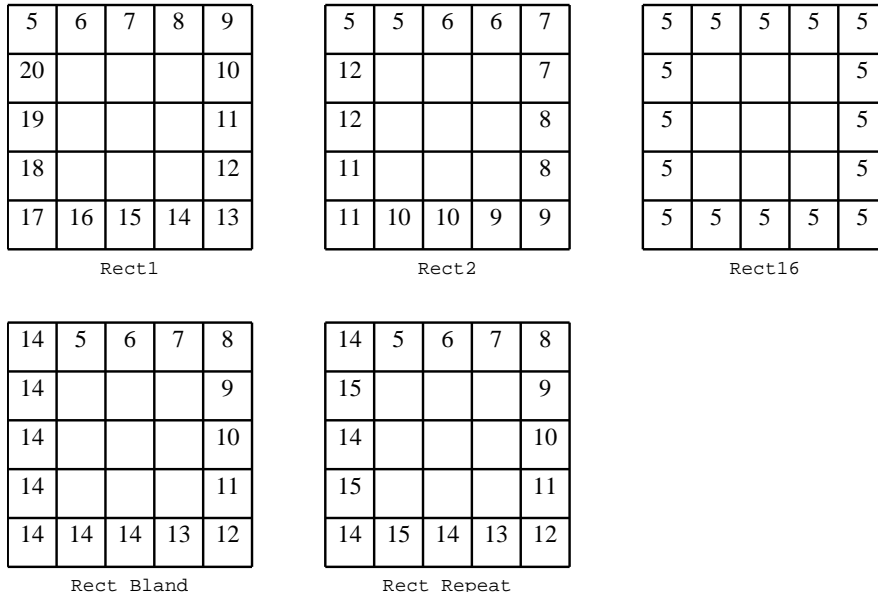 5 6 7 8 9 5 5 6 6 7 5 5 5 5 5
20 10 12 7 5 5
19 11 12 8 5 5
18 12 11 8 5 5
17 16 15 14 13 11 10 10 9 9 5 5 5 5 5
Rect1 Rect2 Rect16
14 5 6 7 8 14 5 6 7 8
14 9 15 9
14 10 14 10
14 11 15 11
14 14 14 13 12 14 15 14 13 12
Rect Bland Rect Repeat